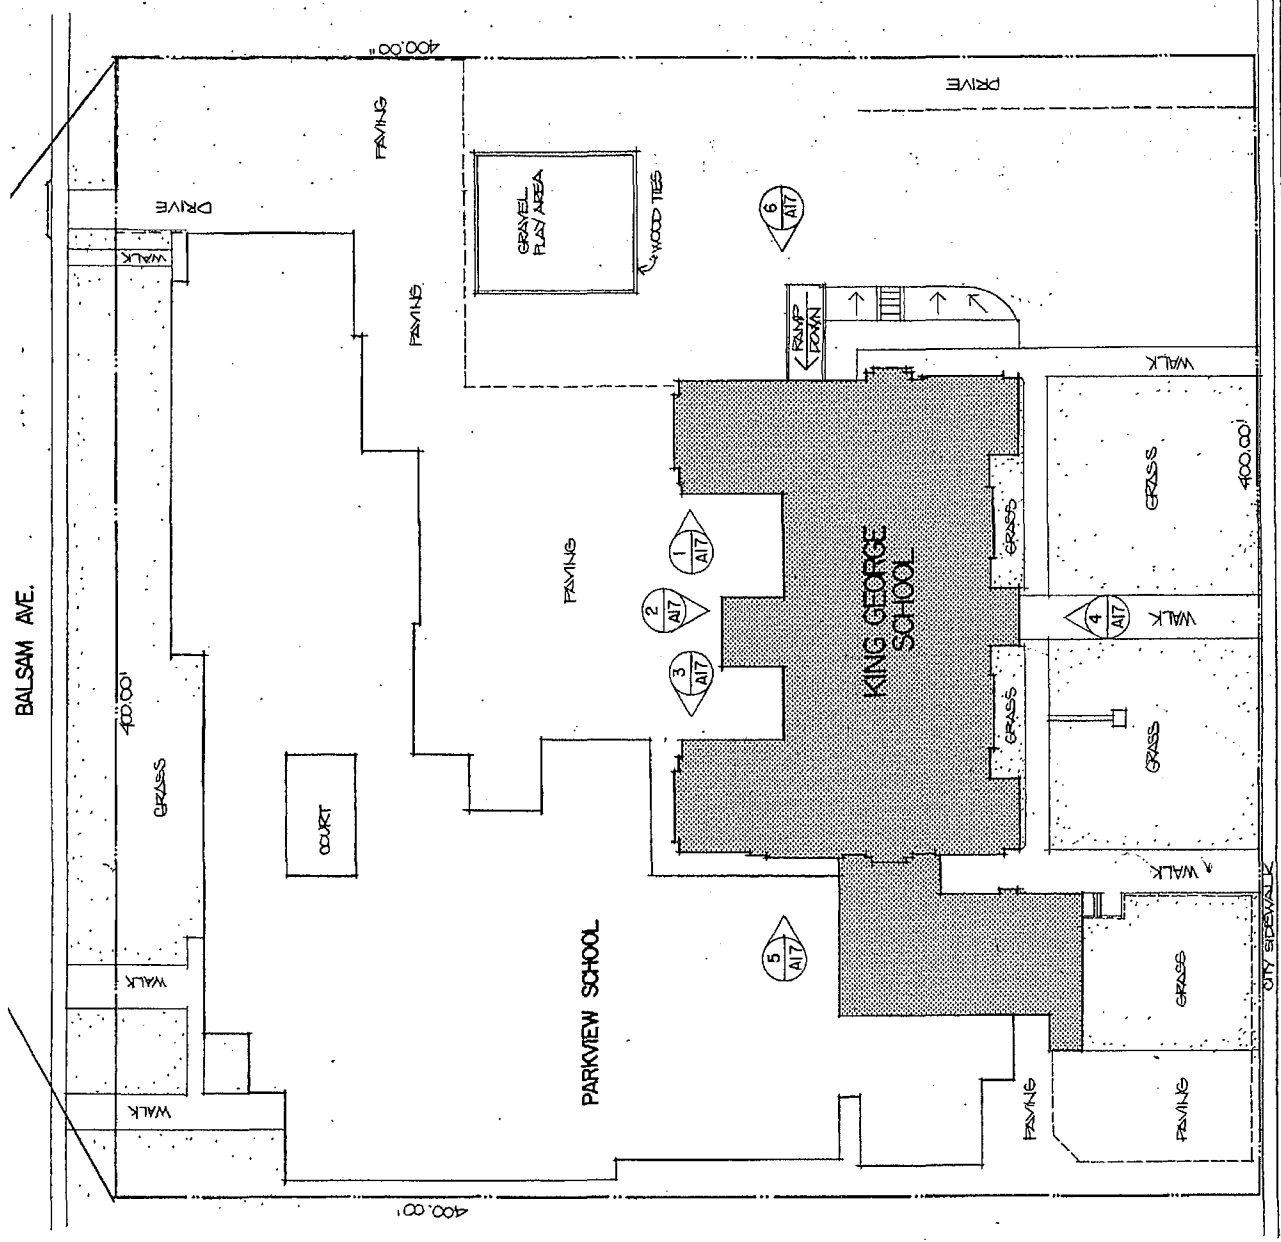 BALSAM AVE.
400.00"
DRIVE
PAVING
DRIVE
WALK
GRAVEL
PLAY AREA
WOOD TIES
6
A17
PAVING
RAMP
DOWN
WALK
400.00'
GRASS
GRASS
PAVING
1
A17
2
A17
3
A17
KING GEORGE
SCHOOL
4
A17
WALK
400.00'
GRASS
GRASS
GRASS
COURT
WALK
CITY SIDEWALK
PARKVIEW SCHOOL
5
A17
GRASS
WALK
WALK
PAVING
PAVING
400.00'